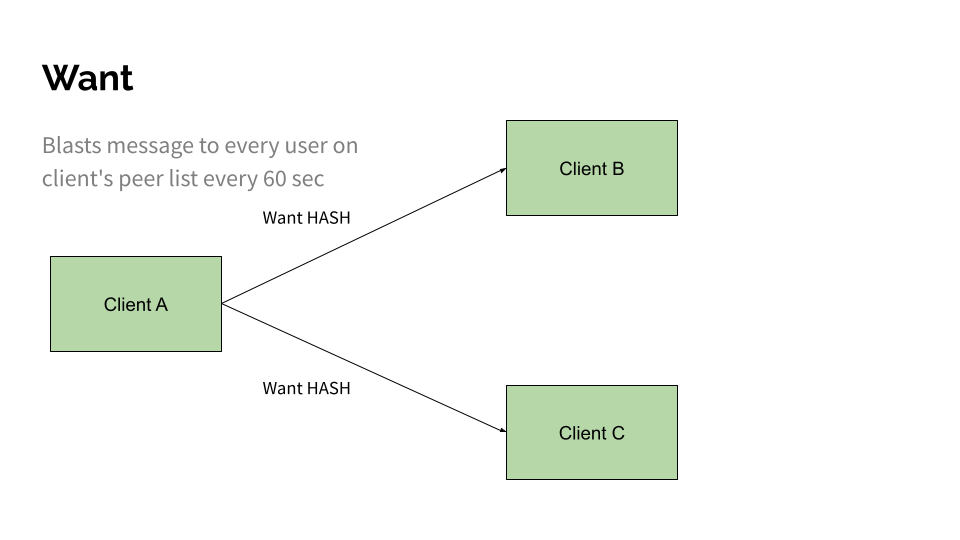 Want
Blasts message to every user on
client's peer list every 60 sec
Client B
Want HASH
Client A
Want HASH
Client C